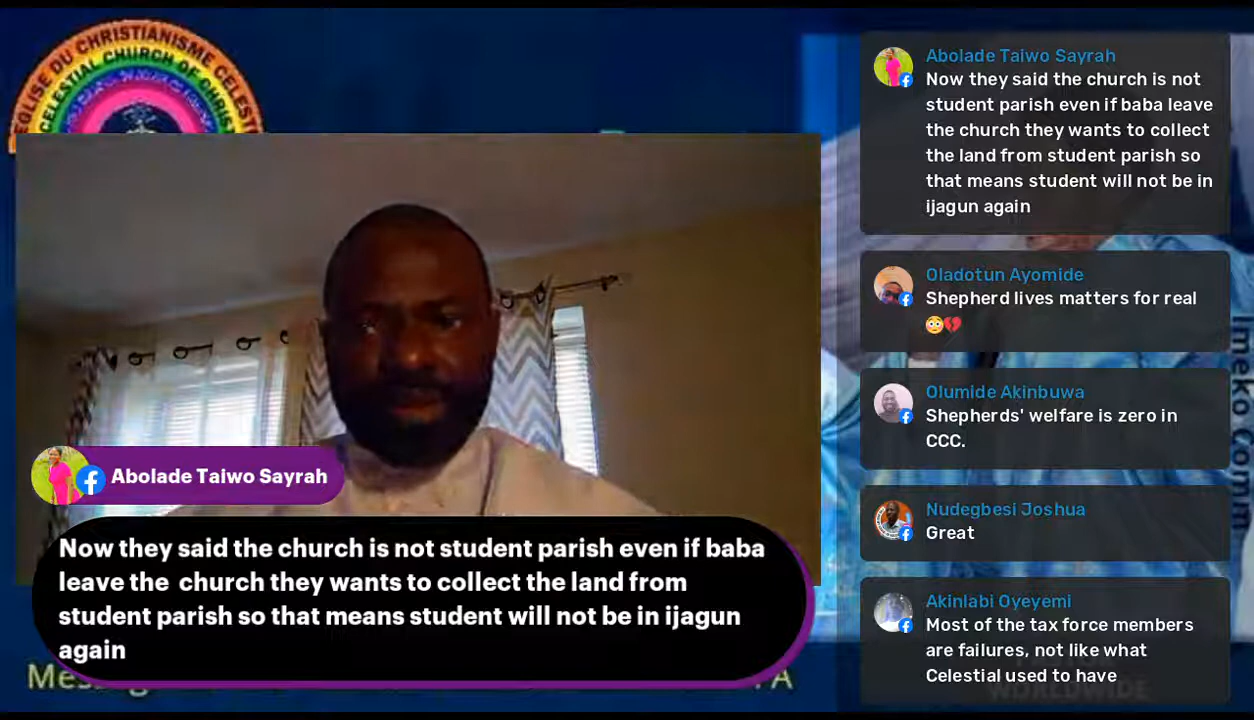 EGLISE DU CHRISTIANISME CELESTE
CELESTIAL CHURCH OF CHRIST
Abolade Taiwo Sayrah
Now they said the church is not student parish even if baba
leave the church they wants to collect the land from
student parish so that means student will not be in ijagun
again
Abolade Taiwo Sayrah
Now they said the church is not
student parish even if baba leave
the church they wants to collect
the land from student parish so
that means student will not be in
ijagun again
Oladotun Ayomide
Shepherd lives matters for real
😳💔
Olumide Akinbuwa
Shepherds' welfare is zero in
CCC.
Nudegbesi Joshua
Great
Akinlabi Oyeyemi
Most of the tax force members
are failures, not like what
Celestial used to have
WORLDWIDE
Imeko